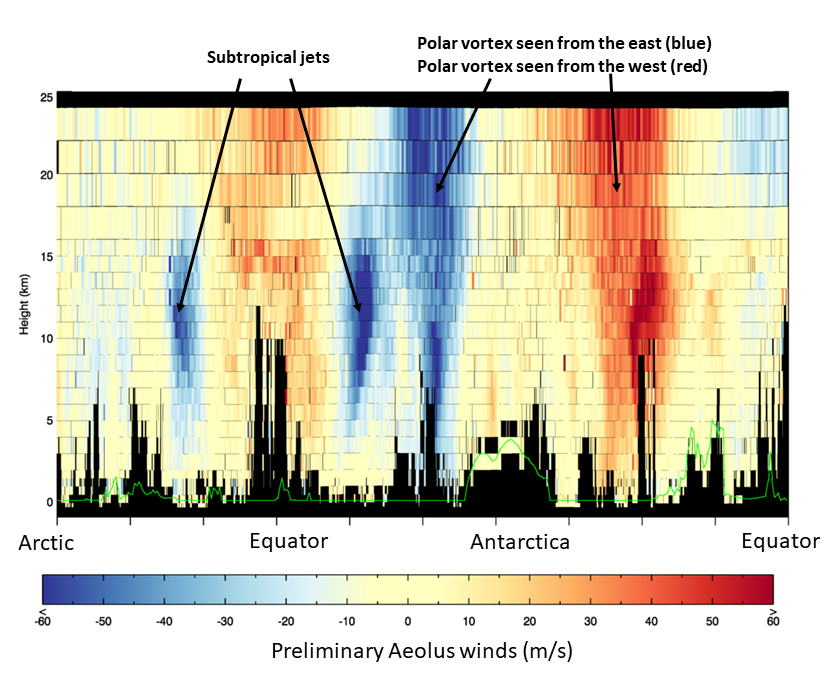 Polar vortex seen from the east (blue)
Subtropical jets
Polar vortex seen from the west (red)
25
20
15
10
5
0
Height (km)
Arctic
Equator
Antarctica
Equator
< >
-60 -50 -40 -30 -20 -10 0 10 20 30 40 50 60
Preliminary Aeolus winds (m/s)